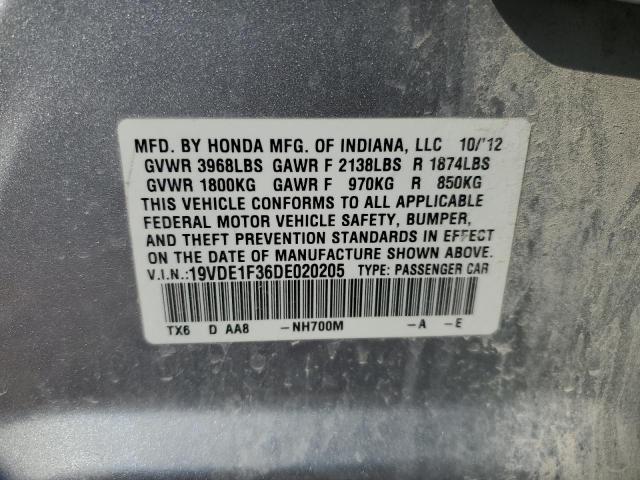 MFD. BY HONDA MFG. OF INDIANA, LLC 10/'12
GVWR 3968LBS GAWR F 2138LBS R 1874LBS
GVWR 1800KG GAWR F 970KG R 850KG
THIS VEHICLE CONFORMS TO ALL APPLICABLE
FEDERAL MOTOR VEHICLE SAFETY, BUMPER,
AND THEFT PREVENTION STANDARDS IN EFFECT
ON THE DATE OF MANUFACTURE SHOWN ABOVE.
V.I.N.:19VDE1F36DE020205 TYPE: PASSENGER CAR
TX6 D AA8 -NH700M -A -E